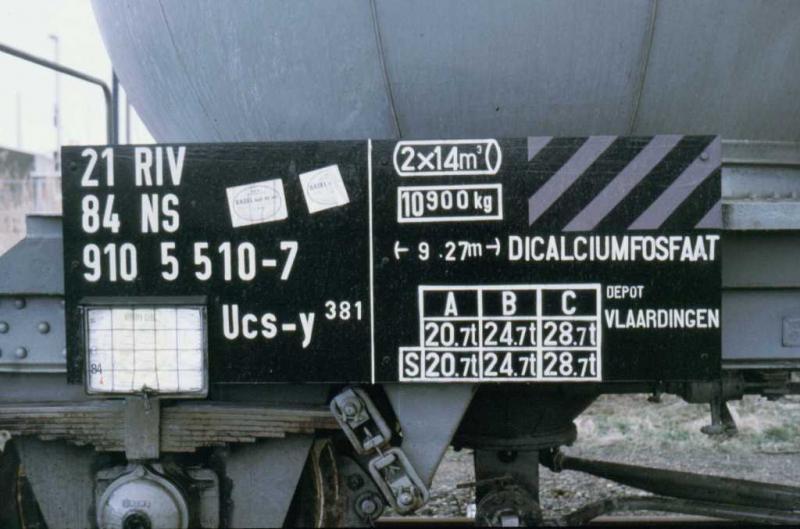 21 RIV
84 NS
910 5 510-7
Ucs-y 381
84
2×14m³
10900 kg
9.27m DICALCIUMFOSFAAT
DEPOT
VLAARDINGEN
A B C
20.7t 24.7t 28.7t
S 20.7t 24.7t 28.7t